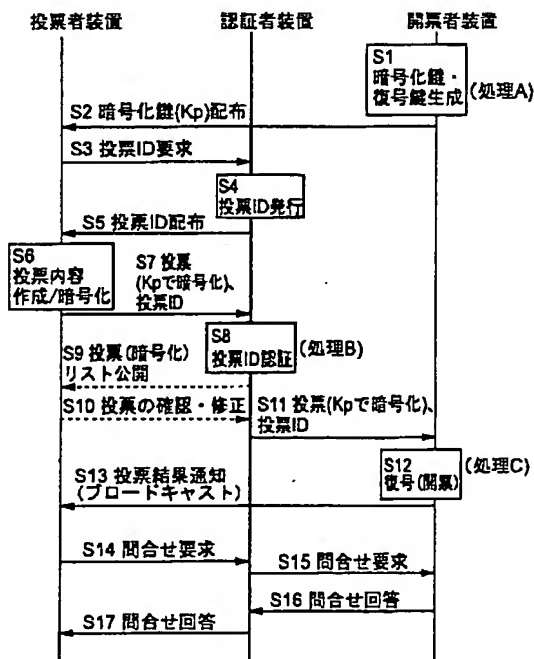 投票者装置
認証者装置
開票者装置
S1
暗号化鍵・
復号鍵生成
(処理A)
S2 暗号化鍵(Kp)配布
S3 投票ID要求
S4
投票ID発行
S5 投票ID配布
S6
投票内容
作成/暗号化
S7 投票
(Kpで暗号化)、
投票ID
S8
投票ID認証
(処理B)
S9 投票(暗号化)
リスト公開
S10 投票の確認・修正
S11 投票(Kpで暗号化)、
投票ID
S12
復号(開票)
(処理C)
S13 投票結果通知
(ブロードキャスト)
S14 問合せ要求
S15 問合せ要求
S16 問合せ回答
S17 問合せ回答